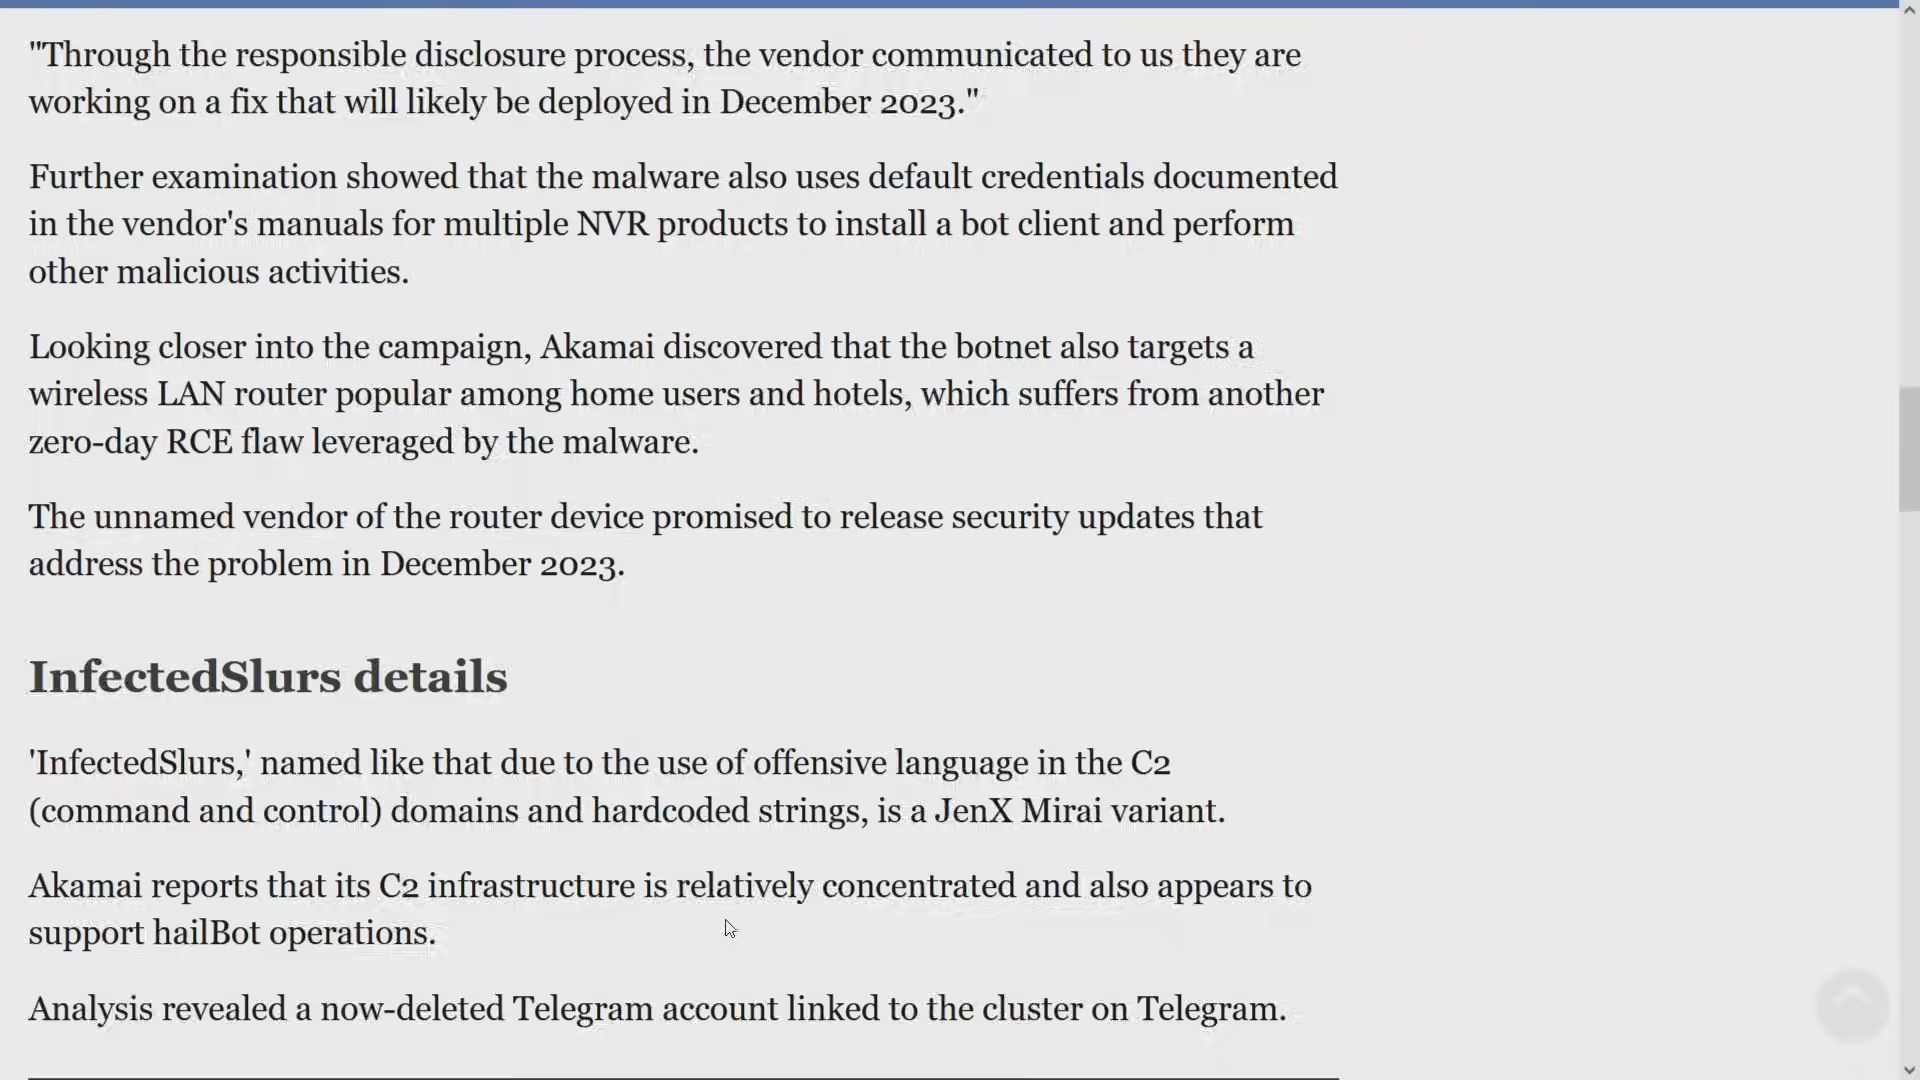 "Through the responsible disclosure process, the vendor communicated to us they are
working on a fix that will likely be deployed in December 2023."
Further examination showed that the malware also uses default credentials documented
in the vendor's manuals for multiple NVR products to install a bot client and perform
other malicious activities.
Looking closer into the campaign, Akamai discovered that the botnet also targets a
wireless LAN router popular among home users and hotels, which suffers from another
zero-day RCE flaw leveraged by the malware.
The unnamed vendor of the router device promised to release security updates that
address the problem in December 2023.
InfectedSlurs details
'InfectedSlurs,' named like that due to the use of offensive language in the C2
(command and control) domains and hardcoded strings, is a JenX Mirai variant.
Akamai reports that its C2 infrastructure is relatively concentrated and also appears to
support hailBot operations.
Analysis revealed a now-deleted Telegram account linked to the cluster on Telegram.